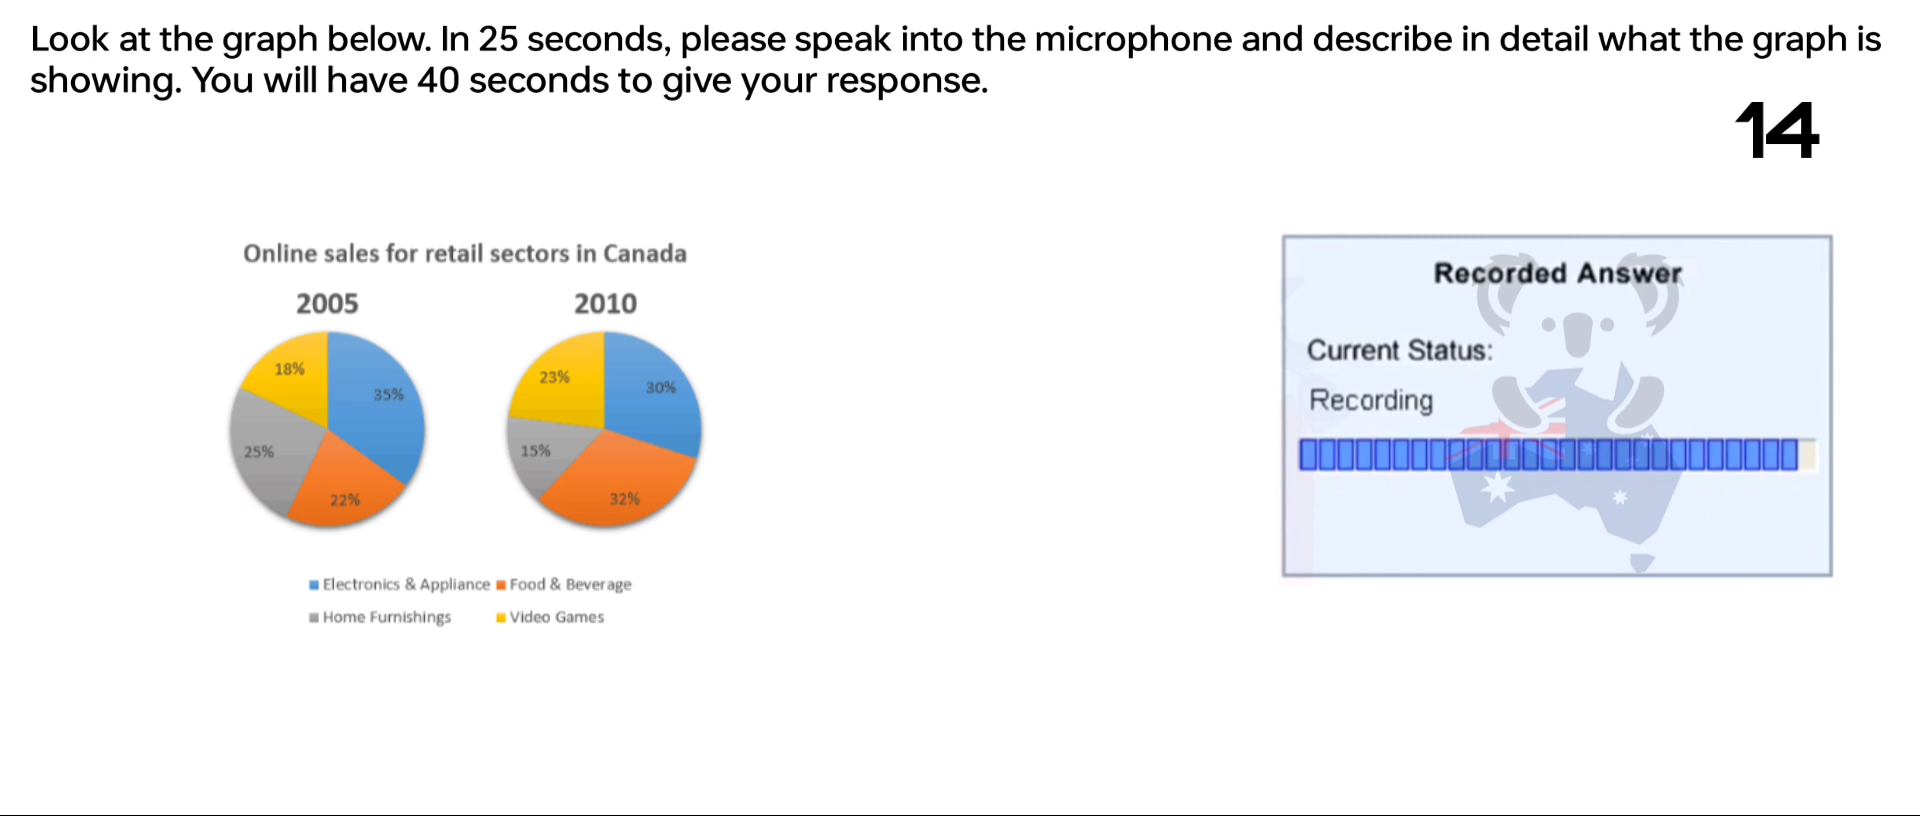 Look at the graph below. In 25 seconds, please speak into the microphone and describe in detail what the graph is
showing. You will have 40 seconds to give your response.
14
Online sales for retail sectors in Canada
2005 2010
18% 35% 25% 22%
23% 30% 15% 32%
Electronics & Appliance Food & Beverage
Home Furnishings Video Games
Recorded Answer
Current Status:
Recording